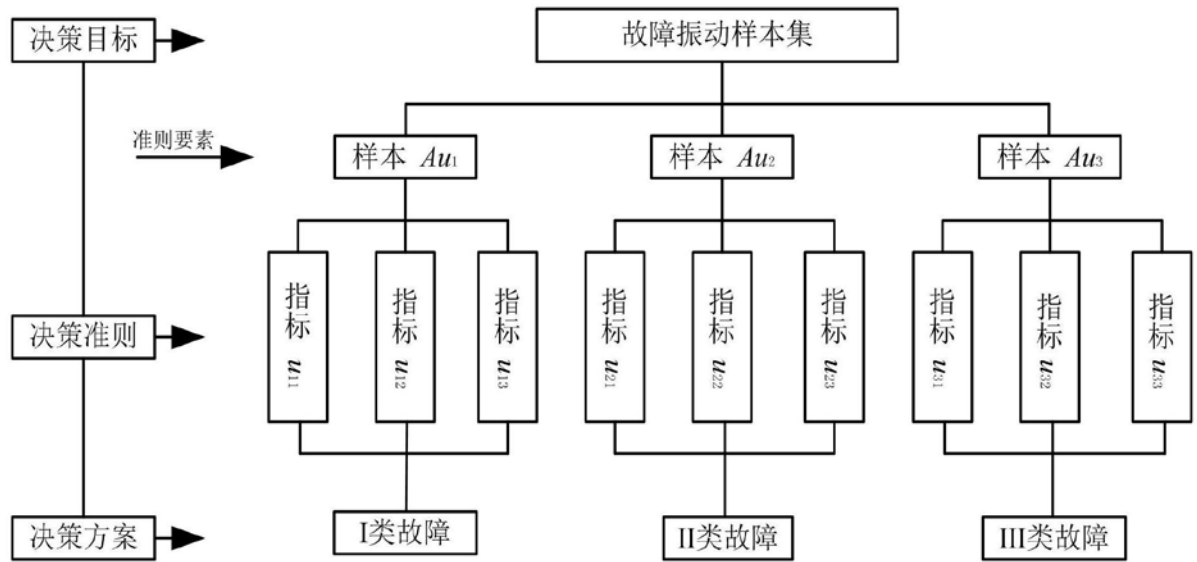 决策目标
故障振动样本集
准则要素
样本 Au₁
样本 Au₂
样本 Au₃
决策准则
指标 u₁₁
指标 u₁₂
指标 u₁₃
指标 u₂₁
指标 u₂₂
指标 u₂₃
指标 u₃₁
指标 u₃₂
指标 u₃₃
决策方案
I类故障
II类故障
III类故障